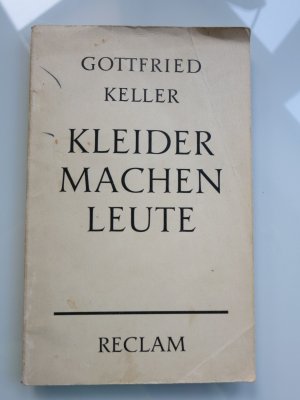 GOTTFRIED
KELLER
KLEIDER
MACHEN
LEUTE
RECLAM